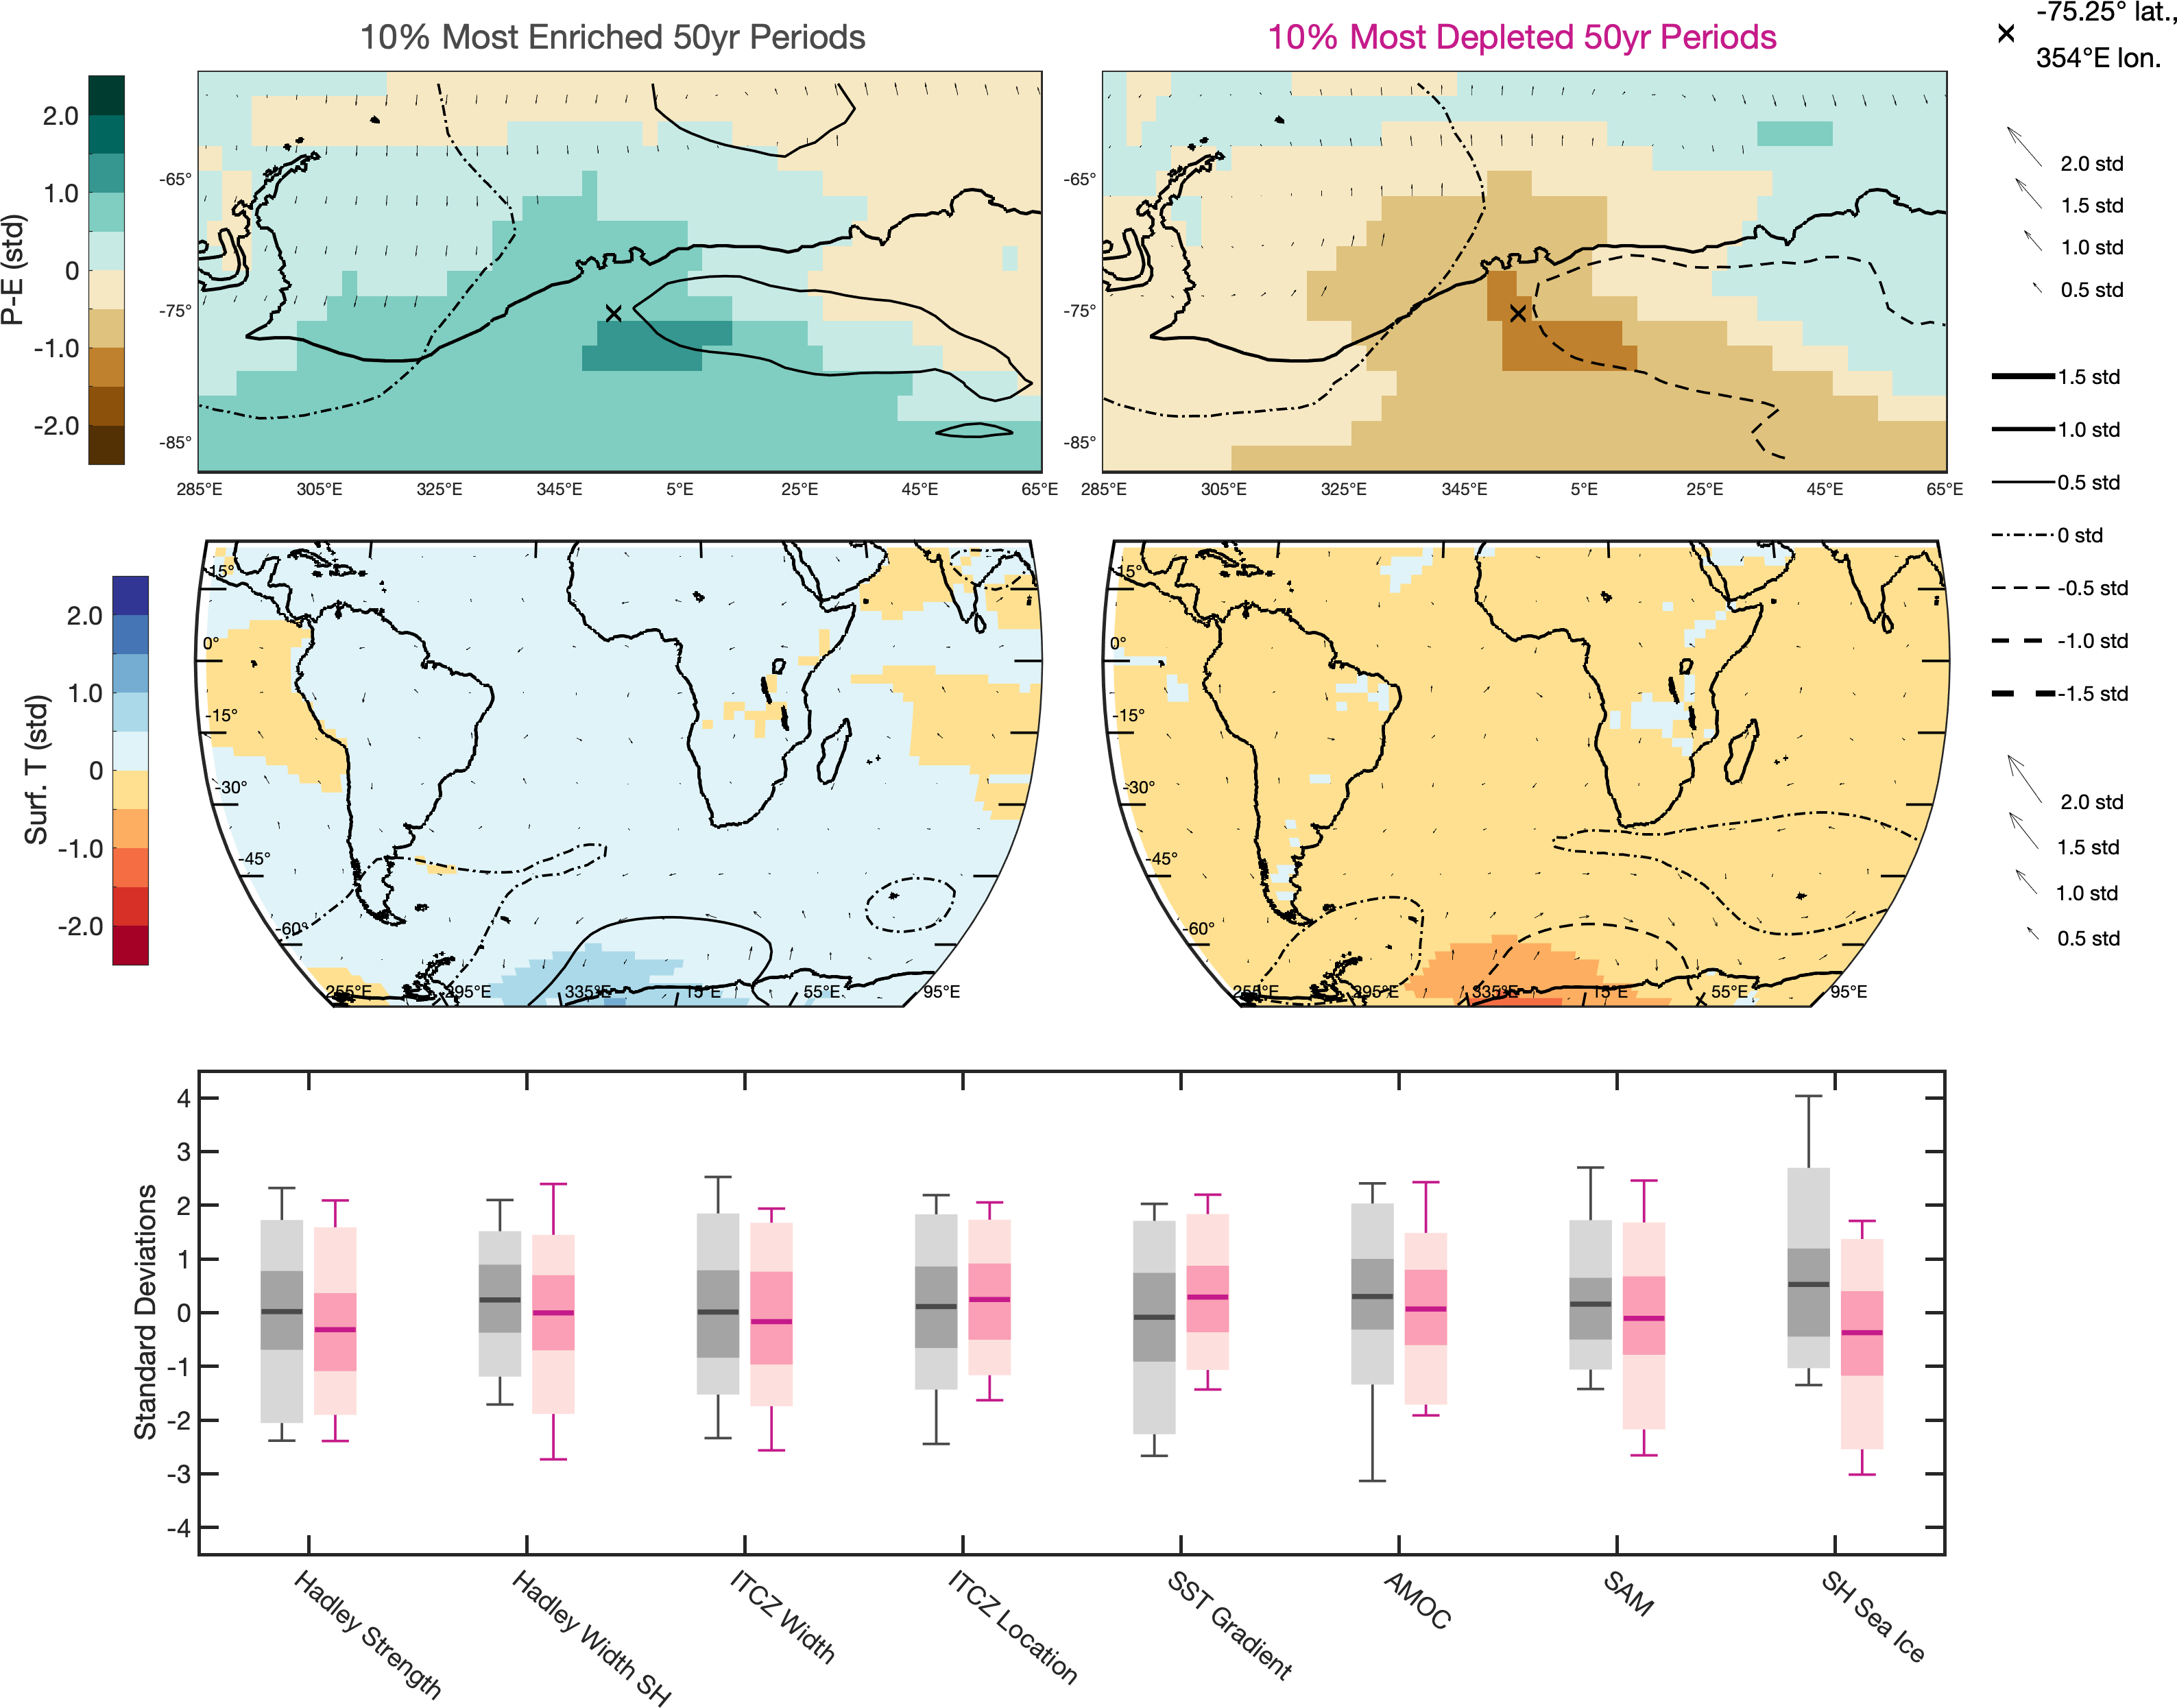 10% Most Enriched 50yr Periods
10% Most Depleted 50yr Periods
-75.25° lat.,
354°E lon.
P-E (std)
2.0
1.0
0
-1.0
-2.0
-65°
-75°
-85°
285°E 305°E 325°E 345°E 5°E 25°E 45°E 65°E
-65°
-75°
-85°
285°E 305°E 325°E 345°E 5°E 25°E 45°E 65°E
2.0 std
1.5 std
1.0 std
0.5 std
1.5 std
1.0 std
0.5 std
0 std
-0.5 std
-1.0 std
-1.5 std
2.0 std
1.5 std
1.0 std
0.5 std
Surf. T (std)
2.0
1.0
0
-1.0
-2.0
15°
0°
-15°
-30°
-45°
-60°
255°E 295°E 335°E 15°E 55°E 95°E
15°
0°
-15°
-30°
-45°
-60°
255°E 295°E 335°E 15°E 55°E 95°E
Standard Deviations
4
3
2
1
0
-1
-2
-3
-4
Hadley Strength
Hadley Width SH
ITCZ Width
ITCZ Location
SST Gradient
AMOC
SAM
SH Sea Ice